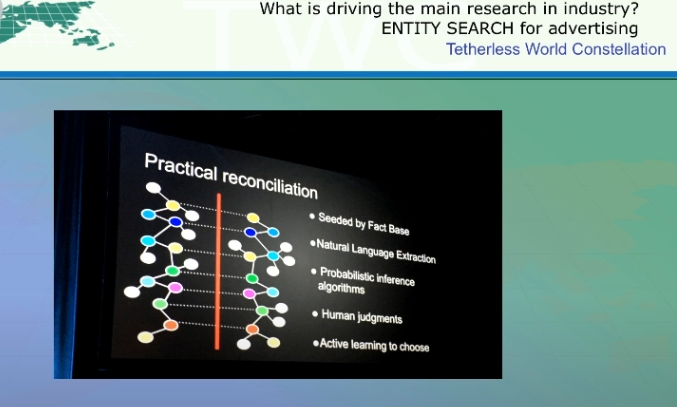 What is driving the main research in industry?
ENTITY SEARCH for advertising
Tetherless World Constellation
TWC
Practical reconciliation
• Seeded by Fact Base
• Natural Language Extraction
• Probabilistic inference
algorithms
• Human judgments
• Active learning to choose